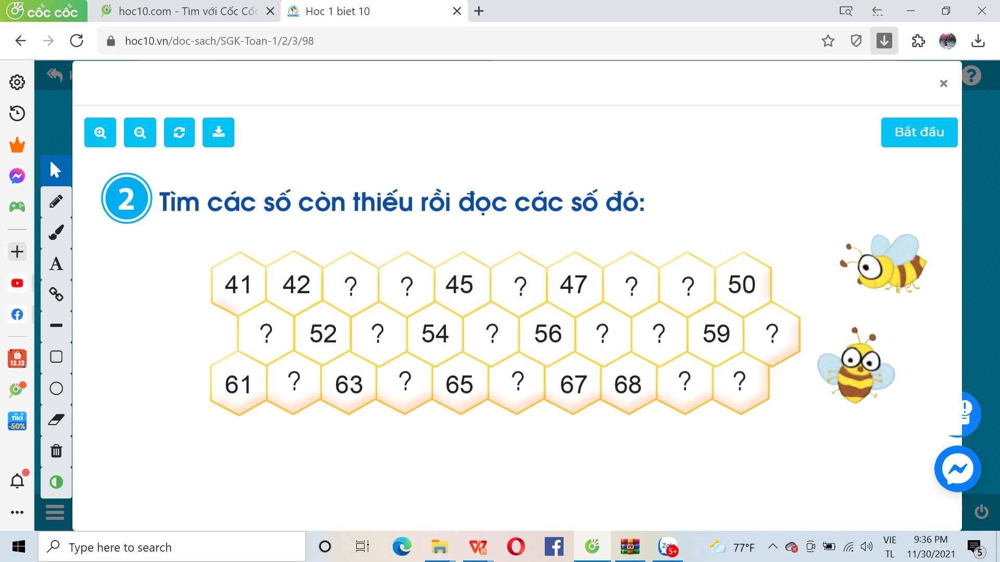 cốc cốc
hoc10.com - Tìm với Cốc Cốc
Hoc 1 biet 10
hoc10.vn/doc-sach/SGK-Toan-1/2/3/98
Bắt đầu
2 Tìm các số còn thiếu rồi đọc các số đó:
41 42 ? ? 45 ? 47 ? ? 50
? 52 ? 54 ? 56 ? ? 59 ?
61 ? 63 ? 65 ? 67 68 ? ?
A
12.12
TIKI
-50%
Type here to search
Zalo
5+
77°F
VIE
TL
9:36 PM
11/30/2021
5